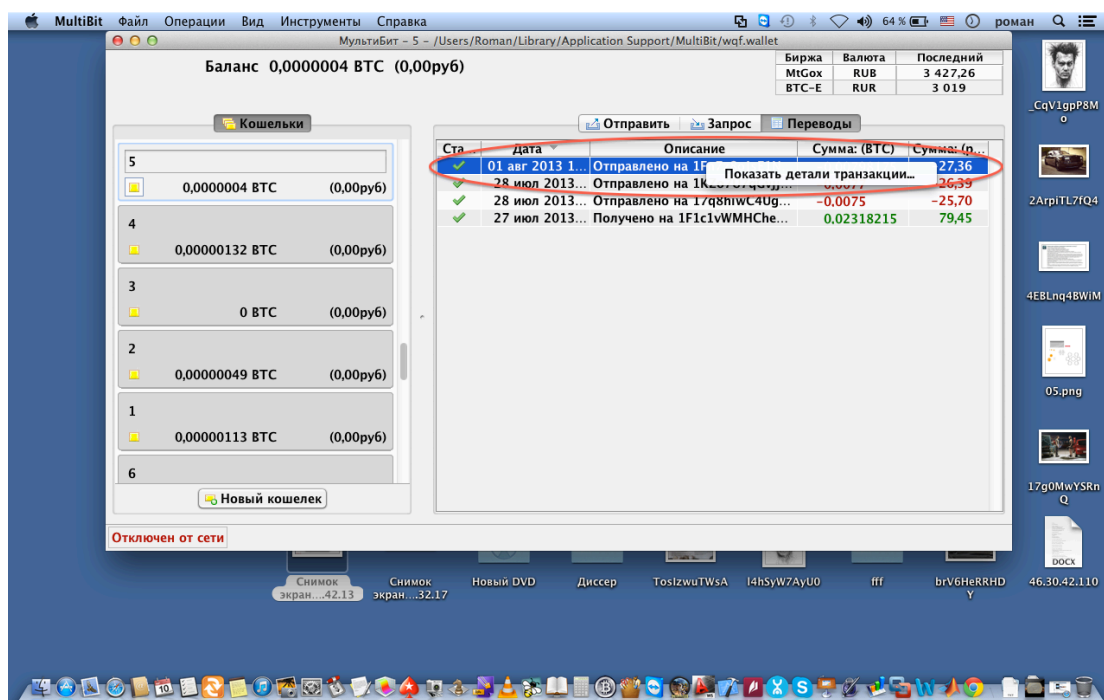 MultiBit Файл Операции Вид Инструменты Справка 64 % роман
МультиБит – 5 – /Users/Roman/Library/Application Support/MultiBit/wqf.wallet
Баланс 0,0000004 BTC (0,00руб)
Биржа Валюта Последний
MtGox RUB 3 427,26
BTC-E RUR 3 019
Кошельки
Отправить Запрос Переводы
5
0,0000004 BTC (0,00руб)
4
0,00000132 BTC (0,00руб)
3
0 BTC (0,00руб)
2
0,00000049 BTC (0,00руб)
1
0,00000113 BTC (0,00руб)
6
Новый кошелек
Отключен от сети
Ста... Дата Описание Сумма: (BTC) Сумма: (р...
01 авг 2013 1... Отправлено на 27,36
Показать детали транзакции...
28 июл 2013... Отправлено на -0,0077 -26,39
28 июл 2013... Отправлено на 17q8hiwC4Ug... -0,0075 -25,70
27 июл 2013... Получено на 1F1c1vWMHChe... 0,02318215 79,45
_CqV1gpP8M
o
2ArpiTL7fQ4
4EBLnq4BWiM
05.png
17g0MwYSRn
Q
DOCX
46.30.42.110
Снимок
экран....42.13
Снимок
экран....32.17
Новый DVD
Диссер
TosIzwuTWsA
l4hSyW7AyU0
fff
brV6HeRRHD
Y